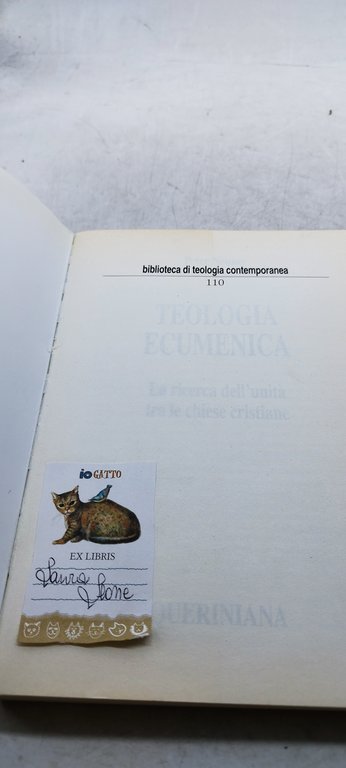 biblioteca di teologia contemporanea
110
TEOLOGIA
ECUMENICA
La ricerca dell'unità
tra le chiese cristiane
io GATTO
EX LIBRIS
Laura
QUERINIANA